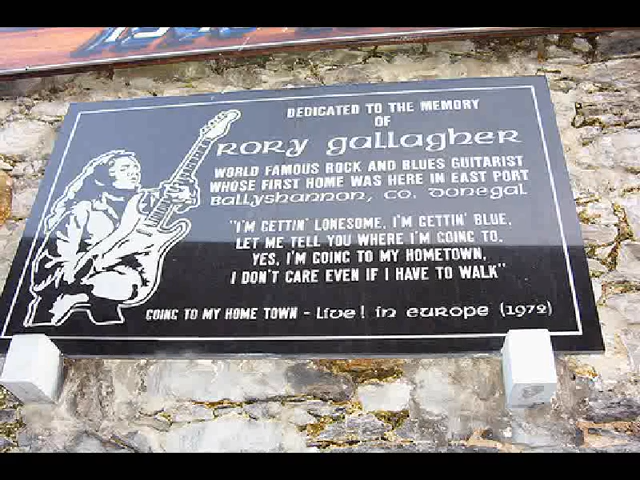 DEDICATED TO THE MEMORY
OF
RORY GALLAGHER
WORLD FAMOUS ROCK AND BLUES GUITARIST
WHOSE FIRST HOME WAS HERE IN EAST PORT
BALLYSHANNON, CO. DONEGAL
"I'M GETTIN' LONESOME, I'M GETTIN' BLUE,
LET ME TELL YOU WHERE I'M GOING TO,
YES, I'M GOING TO MY HOMETOWN,
I DON'T CARE EVEN IF I HAVE TO WALK"
GOING TO MY HOME TOWN - Live! in europe (1972)